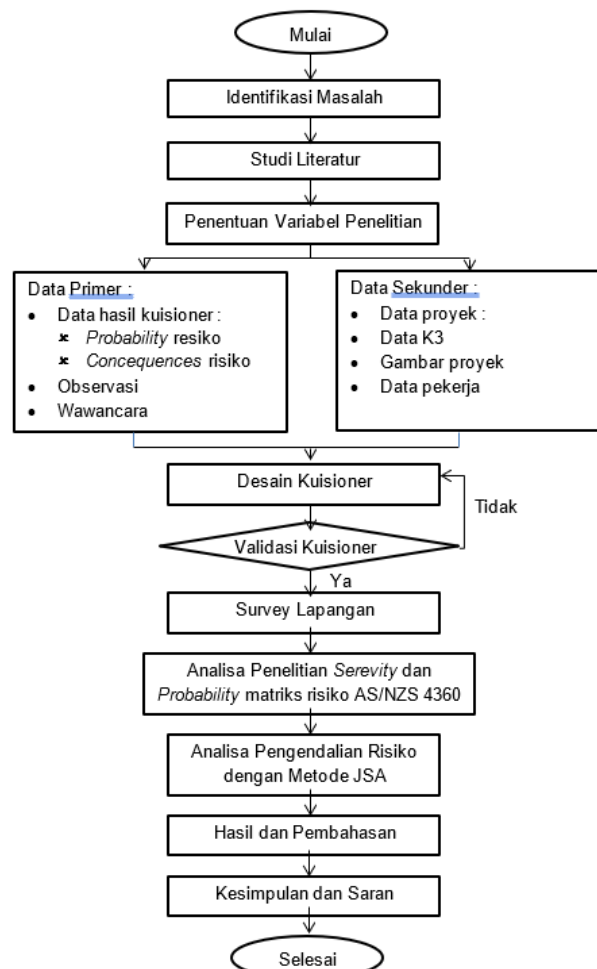 Mulai
Identifikasi Masalah
Studi Literatur
Penentuan Variabel Penelitian
Data Primer :
• Data hasil kuisioner :
Probability resiko
Concequences risiko
• Observasi
• Wawancara
Data Sekunder :
• Data proyek :
• Data K3
• Gambar proyek
• Data pekerja
Desain Kuisioner
Tidak
Validasi Kuisioner
Ya
Survey Lapangan
Analisa Penelitian Serevity dan
Probability matriks risiko AS/NZS 4360
Analisa Pengendalian Risiko
dengan Metode JSA
Hasil dan Pembahasan
Kesimpulan dan Saran
Selesai